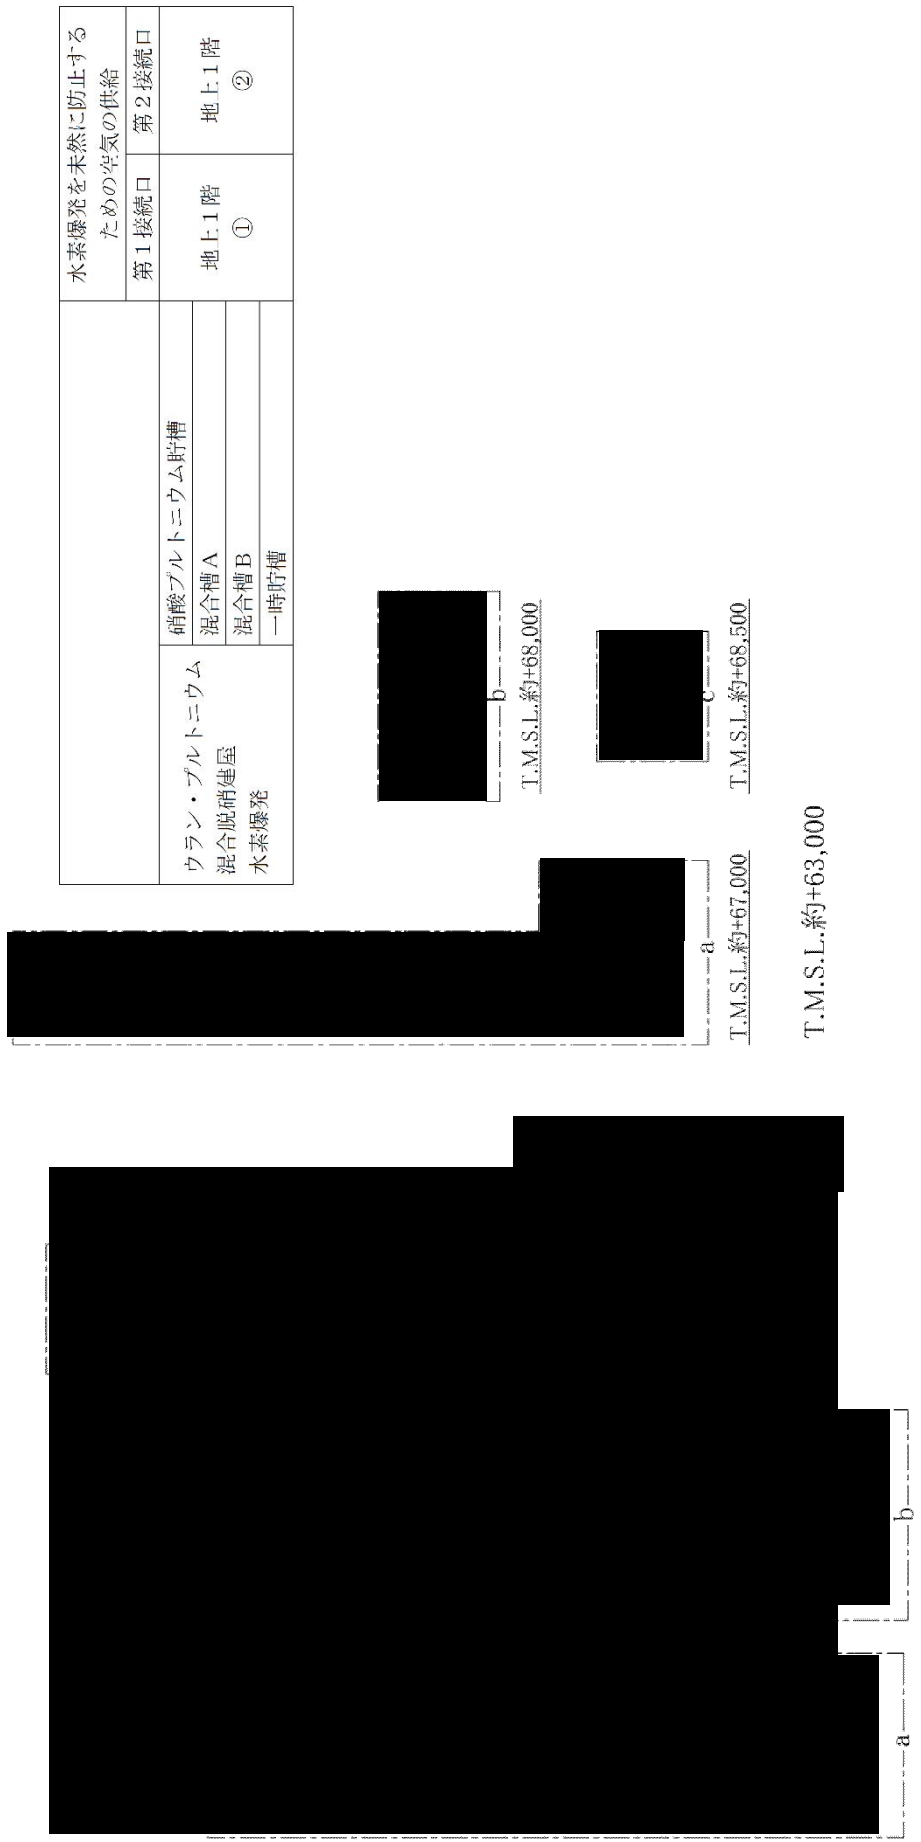 水素爆発を未然に防止する
ための空気の供給
第１接続口 第２接続口
ウラン・プルトニウム
混合脱硝建屋
水素爆発
硝酸プルトニウム貯槽
混合槽A
混合槽B
一時貯槽
地上１階
①
地上１階
②
a
T.M.S.L.約+67,000
b
T.M.S.L.約+68,000
c
T.M.S.L.約+68,500
T.M.S.L.約+63,000
a
b